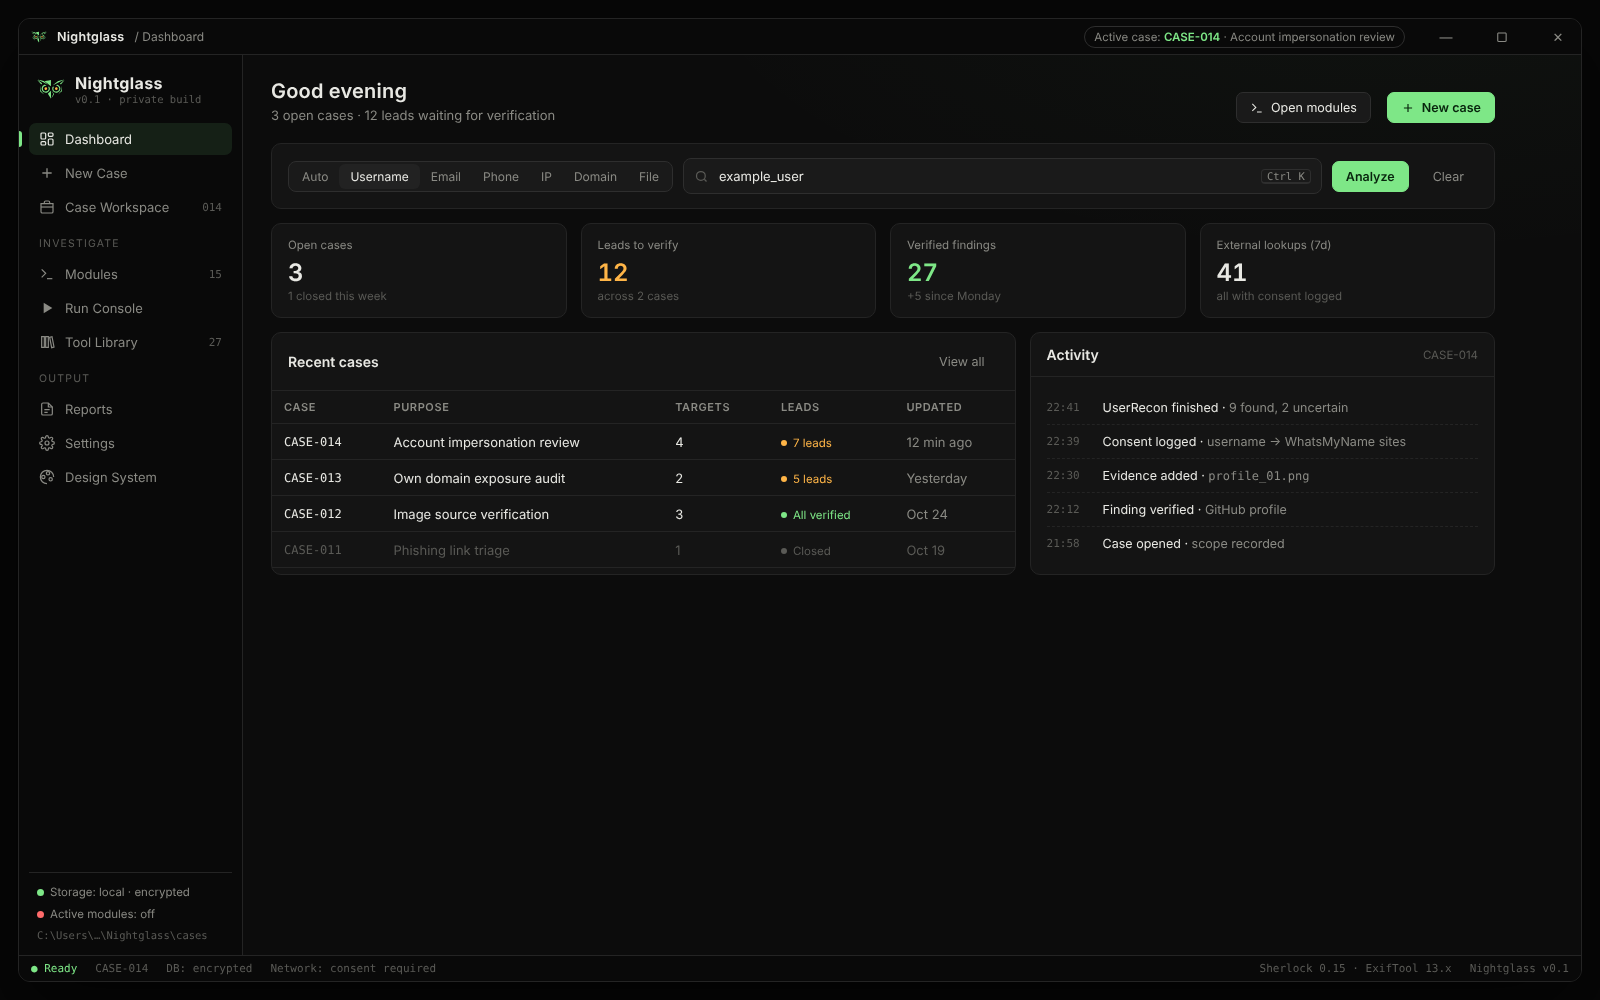 Nightglass / Dashboard
Active case: CASE-014 · Account impersonation review
Nightglass
v0.1 · private build
Dashboard
New Case
Case Workspace 014
INVESTIGATE
Modules 15
Run Console
Tool Library 27
OUTPUT
Reports
Settings
Design System
Storage: local · encrypted
Active modules: off
C:\Users\…\Nightglass\cases
Good evening
3 open cases · 12 leads waiting for verification
Open modules
New case
Auto Username Email Phone IP Domain File
example_user Ctrl K
Analyze
Clear
Open cases
3
1 closed this week
Leads to verify
12
across 2 cases
Verified findings
27
+5 since Monday
External lookups (7d)
41
all with consent logged
Recent cases View all
CASE PURPOSE TARGETS LEADS UPDATED
CASE-014 Account impersonation review 4 7 leads 12 min ago
CASE-013 Own domain exposure audit 2 5 leads Yesterday
CASE-012 Image source verification 3 All verified Oct 24
CASE-011 Phishing link triage 1 Closed Oct 19
Activity CASE-014
22:41 UserRecon finished · 9 found, 2 uncertain
22:39 Consent logged · username → WhatsMyName sites
22:30 Evidence added · profile_01.png
22:12 Finding verified · GitHub profile
21:58 Case opened · scope recorded
Ready CASE-014 DB: encrypted Network: consent required
Sherlock 0.15 · ExifTool 13.x Nightglass v0.1